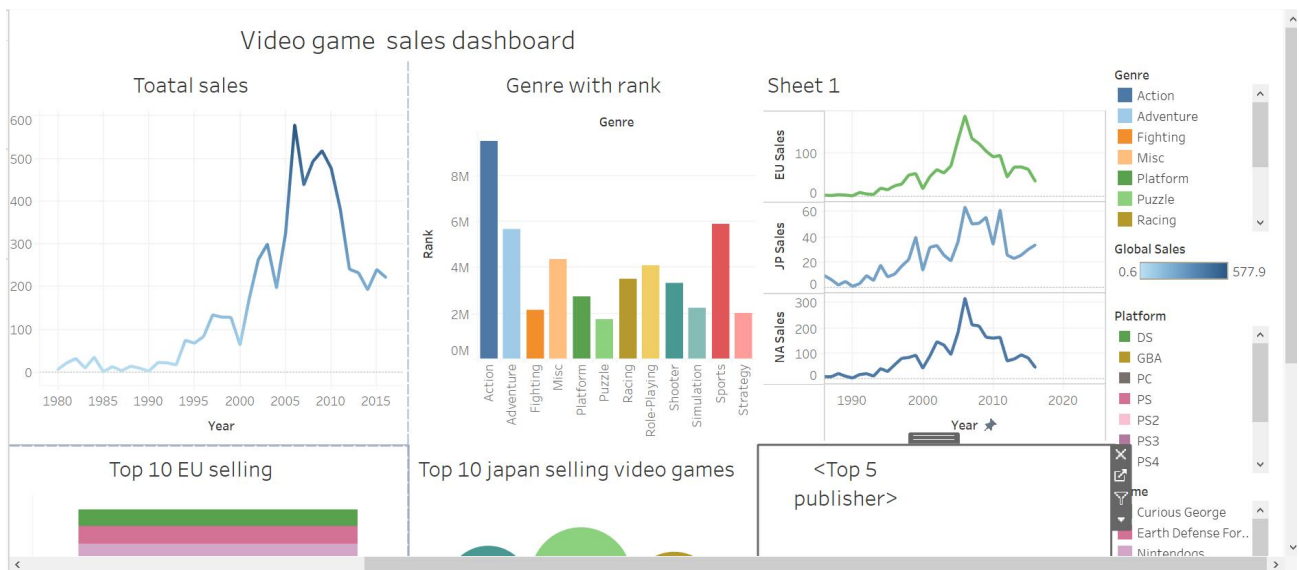 Video game sales dashboard
Toatal sales
600
500
400
300
200
100
0
1980 1985 1990 1995 2000 2005 2010 2015
Year
Genre with rank
Genre
Rank
8M
6M
4M
2M
0M
Action
Adventure
Fighting
Misc
Platform
Puzzle
Racing
Role-Playing
Shooter
Simulation
Sports
Strategy
Sheet 1
EU Sales
100
0
JP Sales
60
40
20
0
NA Sales
300
200
100
0
1990 2000 2010 2020
Year
Genre
Action
Adventure
Fighting
Misc
Platform
Puzzle
Racing
Global Sales
0.6 577.9
Platform
DS
GBA
PC
PS
PS2
PS3
PS4
me
Curious George
Earth Defense For..
Nintendogs
Top 10 EU selling
Top 10 japan selling video games
<Top 5
publisher>